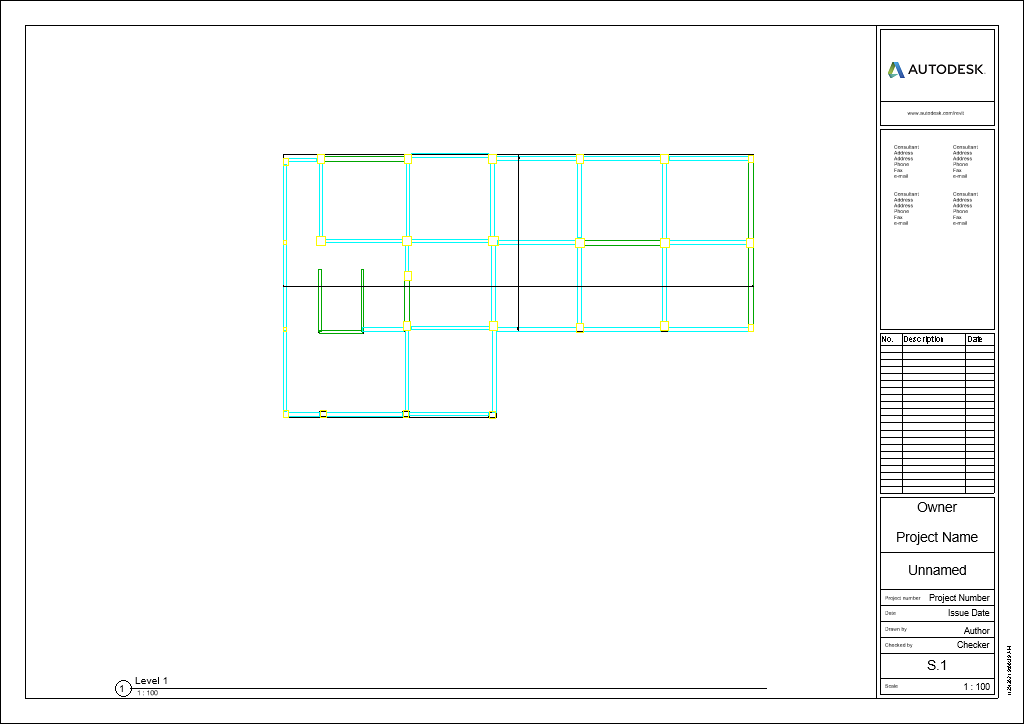 AUTODESK.
www.autodesk.com/revit
Consultant
Address
Address
Phone
Fax
e-mail
Consultant
Address
Address
Phone
Fax
e-mail
Consultant
Address
Address
Phone
Fax
e-mail
Consultant
Address
Address
Phone
Fax
e-mail
No. Description Date
Owner
Project Name
Unnamed
Project number Project Number
Date Issue Date
Drawn by Author
Checked by Checker
S.1
Scale 1 : 100
1 Level 1
1 : 100